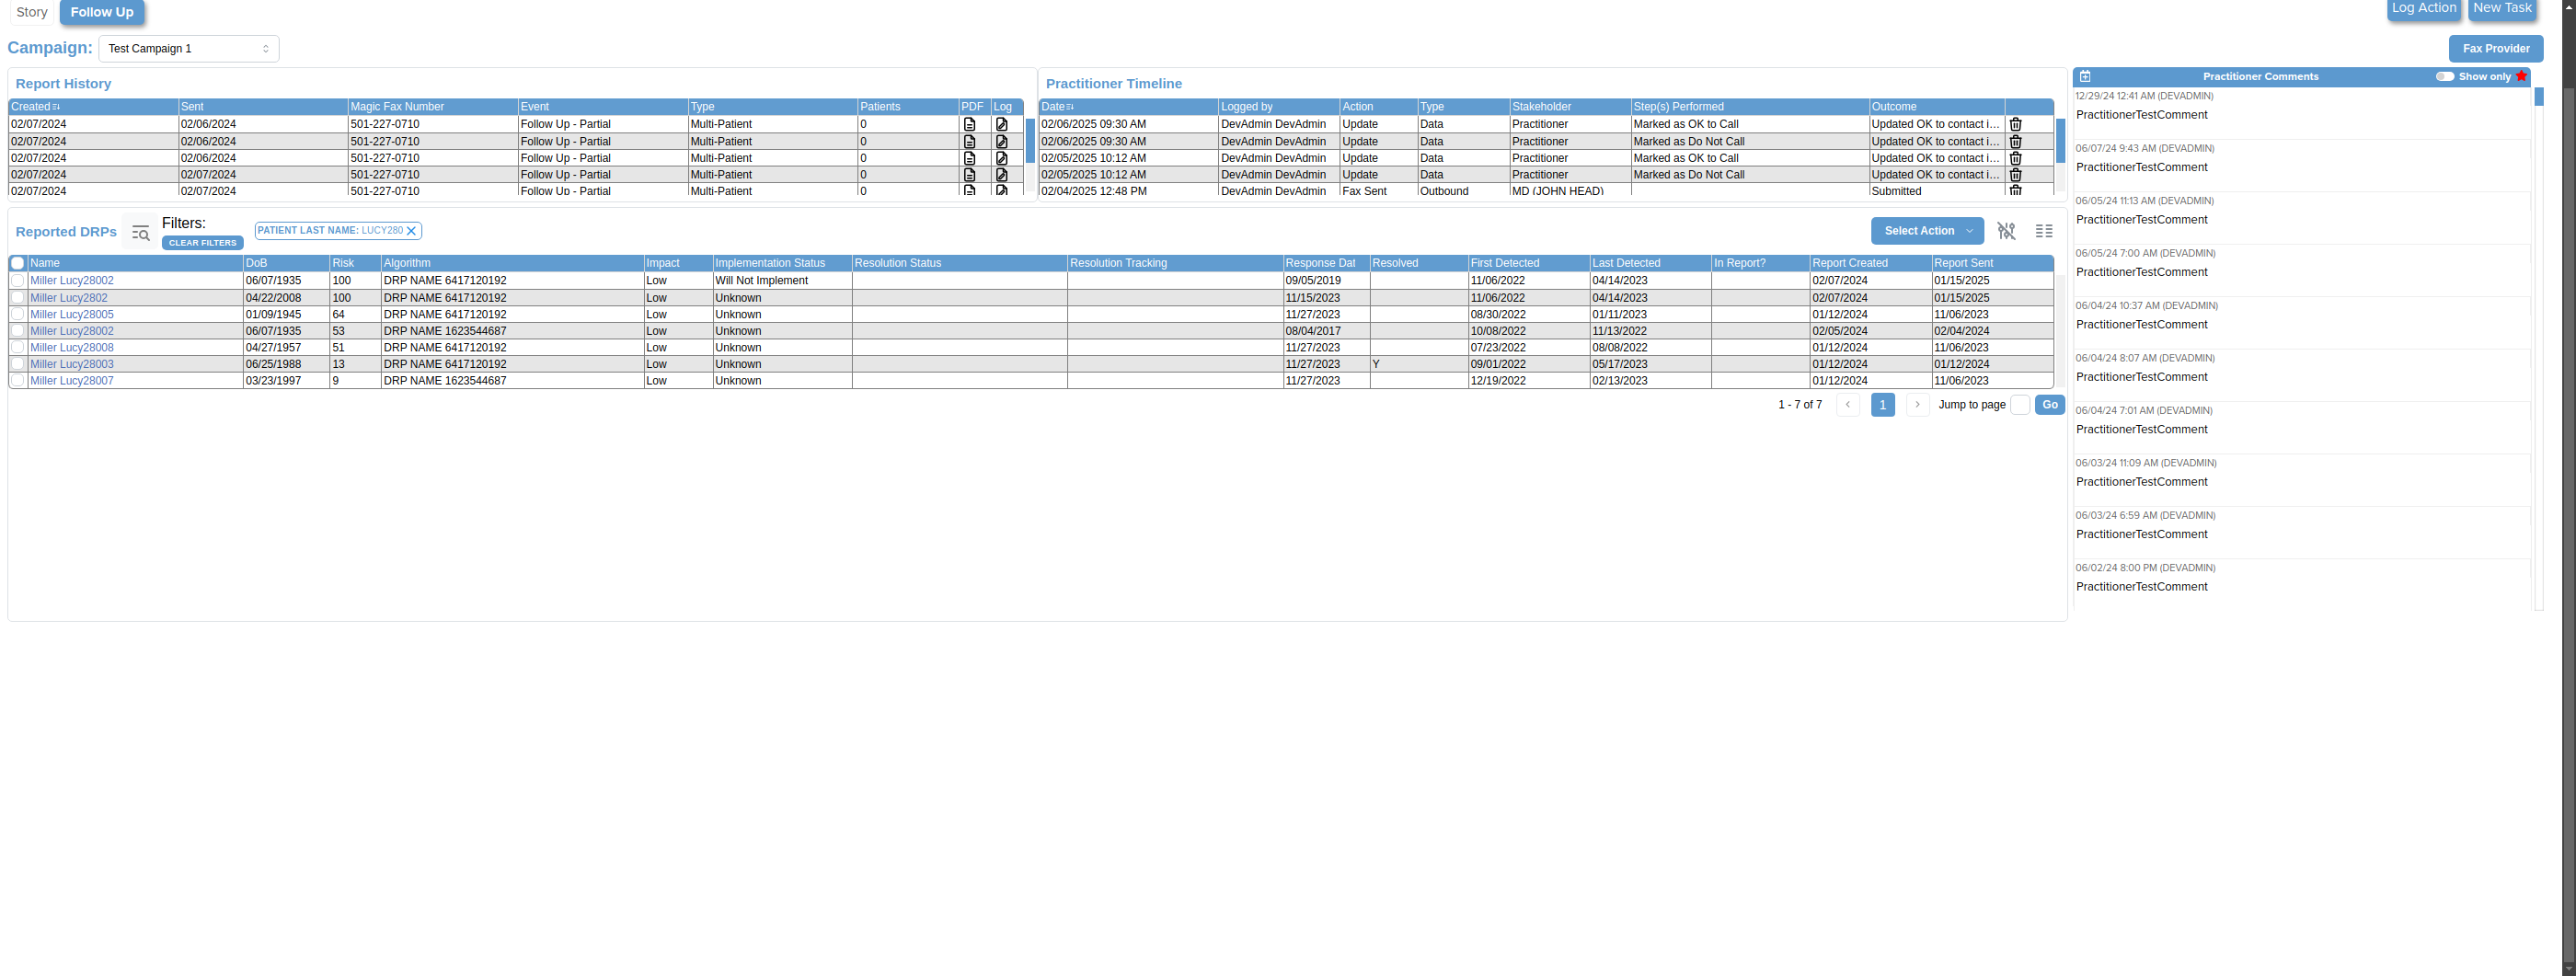 Story Follow Up Log Action New Task
Campaign: Test Campaign 1 Fax Provider
Report History
Created Sent Magic Fax Number Event Type Patients PDF Log
02/07/2024 02/06/2024 501-227-0710 Follow Up - Partial Multi-Patient 0
02/07/2024 02/06/2024 501-227-0710 Follow Up - Partial Multi-Patient 0
02/07/2024 02/06/2024 501-227-0710 Follow Up - Partial Multi-Patient 0
02/07/2024 02/07/2024 501-227-0710 Follow Up - Partial Multi-Patient 0
02/07/2024 02/07/2024 501-227-0710 Follow Up - Partial Multi-Patient 0
Practitioner Timeline
Date Logged by Action Type Stakeholder Step(s) Performed Outcome
02/06/2025 09:30 AM DevAdmin DevAdmin Update Data Practitioner Marked as OK to Call Updated OK to contact i...
02/06/2025 09:30 AM DevAdmin DevAdmin Update Data Practitioner Marked as Do Not Call Updated OK to contact i...
02/05/2025 10:12 AM DevAdmin DevAdmin Update Data Practitioner Marked as OK to Call Updated OK to contact i...
02/05/2025 10:12 AM DevAdmin DevAdmin Update Data Practitioner Marked as Do Not Call Updated OK to contact i...
02/04/2025 12:48 PM DevAdmin DevAdmin Fax Sent Outbound MD (JOHN HEAD) Submitted
Reported DRPs Filters: CLEAR FILTERS PATIENT LAST NAME: LUCY280 Select Action
Name DoB Risk Algorithm Impact Implementation Status Resolution Status Resolution Tracking Response Dat Resolved First Detected Last Detected In Report? Report Created Report Sent
Miller Lucy28002 06/07/1935 100 DRP NAME 6417120192 Low Will Not Implement 09/05/2019 11/06/2022 04/14/2023 02/07/2024 01/15/2025
Miller Lucy2802 04/22/2008 100 DRP NAME 6417120192 Low Unknown 11/15/2023 11/06/2022 04/14/2023 02/07/2024 01/15/2025
Miller Lucy28005 01/09/1945 64 DRP NAME 6417120192 Low Unknown 11/27/2023 08/30/2022 01/11/2023 01/12/2024 11/06/2023
Miller Lucy28002 06/07/1935 53 DRP NAME 1623544687 Low Unknown 08/04/2017 10/08/2022 11/13/2022 02/05/2024 02/04/2024
Miller Lucy28008 04/27/1957 51 DRP NAME 6417120192 Low Unknown 11/27/2023 07/23/2022 08/08/2022 01/12/2024 11/06/2023
Miller Lucy28003 06/25/1988 13 DRP NAME 6417120192 Low Unknown 11/27/2023 Y 09/01/2022 05/17/2023 01/12/2024 01/12/2024
Miller Lucy28007 03/23/1997 9 DRP NAME 1623544687 Low Unknown 11/27/2023 12/19/2022 02/13/2023 01/12/2024 11/06/2023
1 - 7 of 7 1 Jump to page Go
Practitioner Comments Show only
12/29/24 12:41 AM (DEVADMIN)
PractitionerTestComment
06/07/24 9:43 AM (DEVADMIN)
PractitionerTestComment
06/05/24 11:13 AM (DEVADMIN)
PractitionerTestComment
06/05/24 7:00 AM (DEVADMIN)
PractitionerTestComment
06/04/24 10:37 AM (DEVADMIN)
PractitionerTestComment
06/04/24 8:07 AM (DEVADMIN)
PractitionerTestComment
06/04/24 7:01 AM (DEVADMIN)
PractitionerTestComment
06/03/24 11:09 AM (DEVADMIN)
PractitionerTestComment
06/03/24 6:59 AM (DEVADMIN)
PractitionerTestComment
06/02/24 8:00 PM (DEVADMIN)
PractitionerTestComment